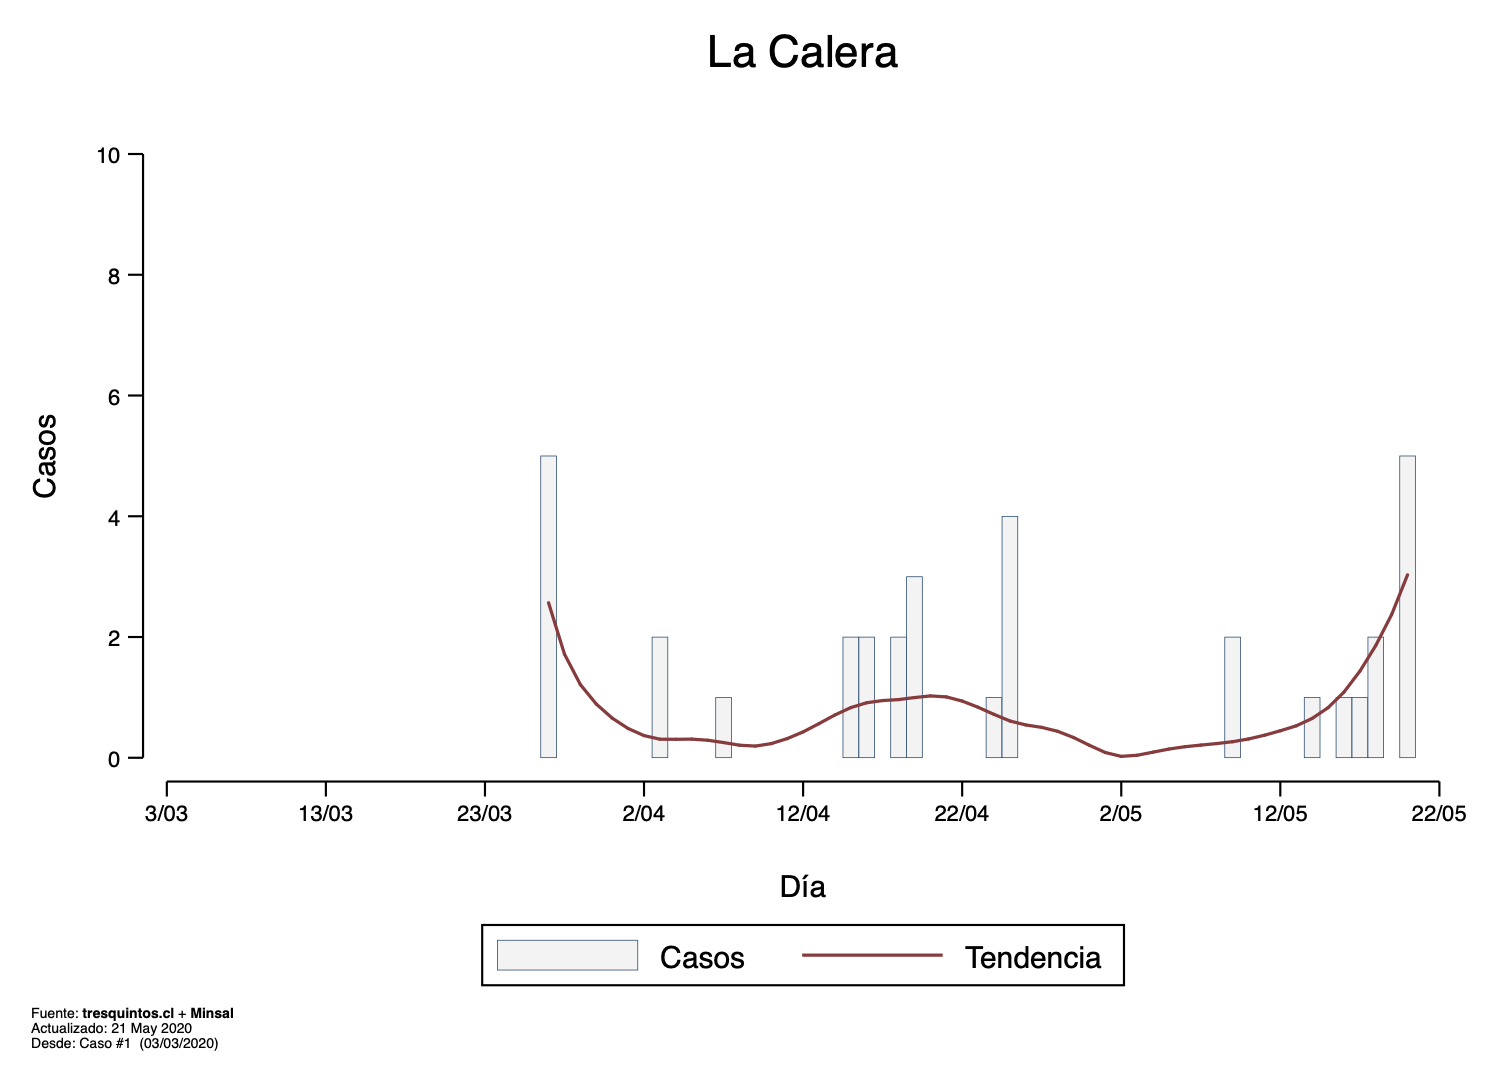 La Calera
10
8
6
4
2
0
Casos
3/03 13/03 23/03 2/04 12/04 22/04 2/05 12/05 22/05
Día
Casos Tendencia
Fuente: tresquintos.cl + Minsal
Actualizado: 21 May 2020
Desde: Caso #1 (03/03/2020)